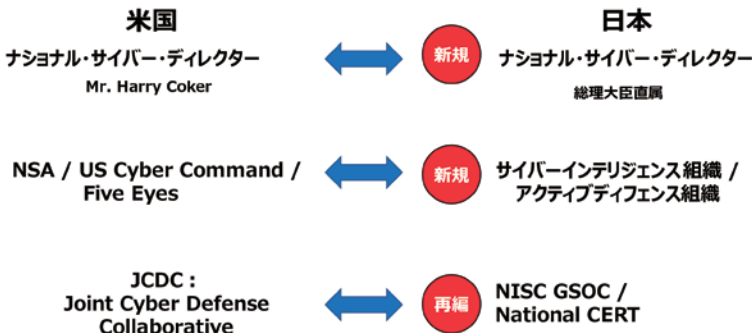 米国
日本
ナショナル・サイバー・ディレクター
Mr. Harry Coker
新規
ナショナル・サイバー・ディレクター
総理大臣直属
NSA / US Cyber Command /
Five Eyes
新規
サイバーインテリジェンス組織 /
アクティブディフェンス組織
JCDC :
Joint Cyber Defense
Collaborative
再編
NISC GSOC /
National CERT